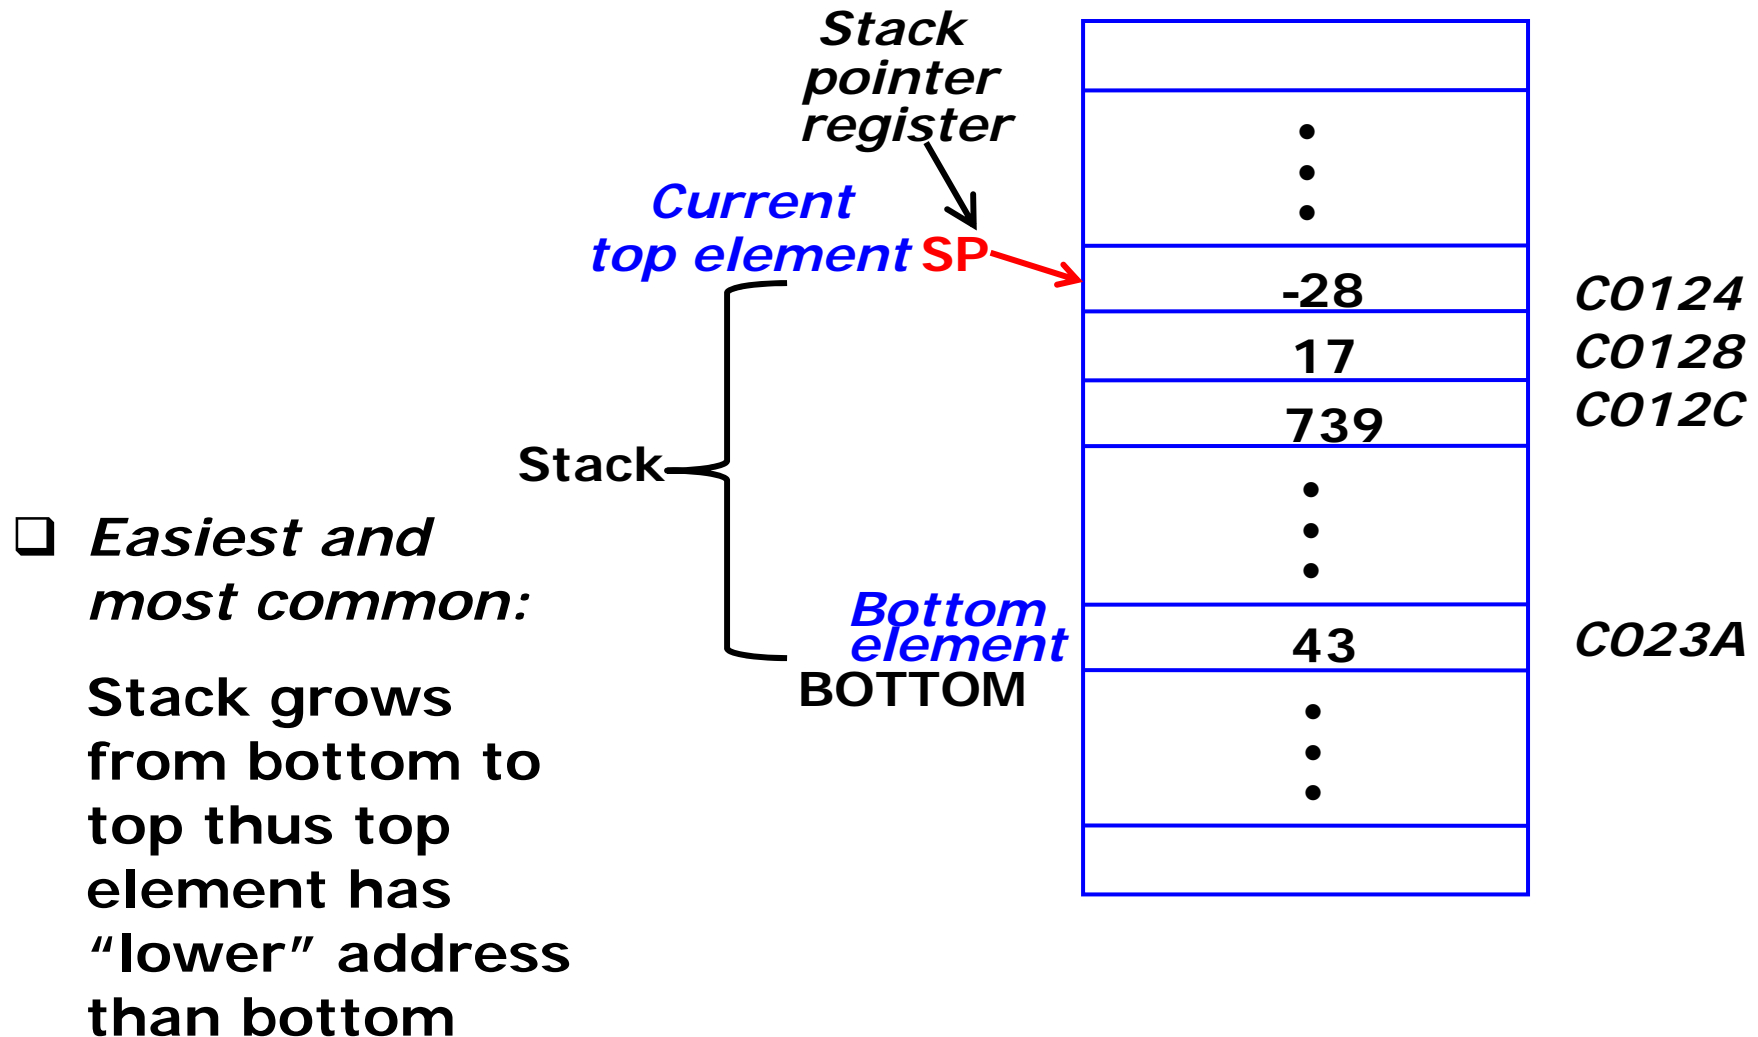 Stack
pointer
register
Current
top element SP
-28 C0124
17 C0128
739 C012C
Stack
❑ Easiest and
most common:
Bottom
element
43 C023A
BOTTOM
Stack grows
from bottom to
top thus top
element has
“lower” address
than bottom